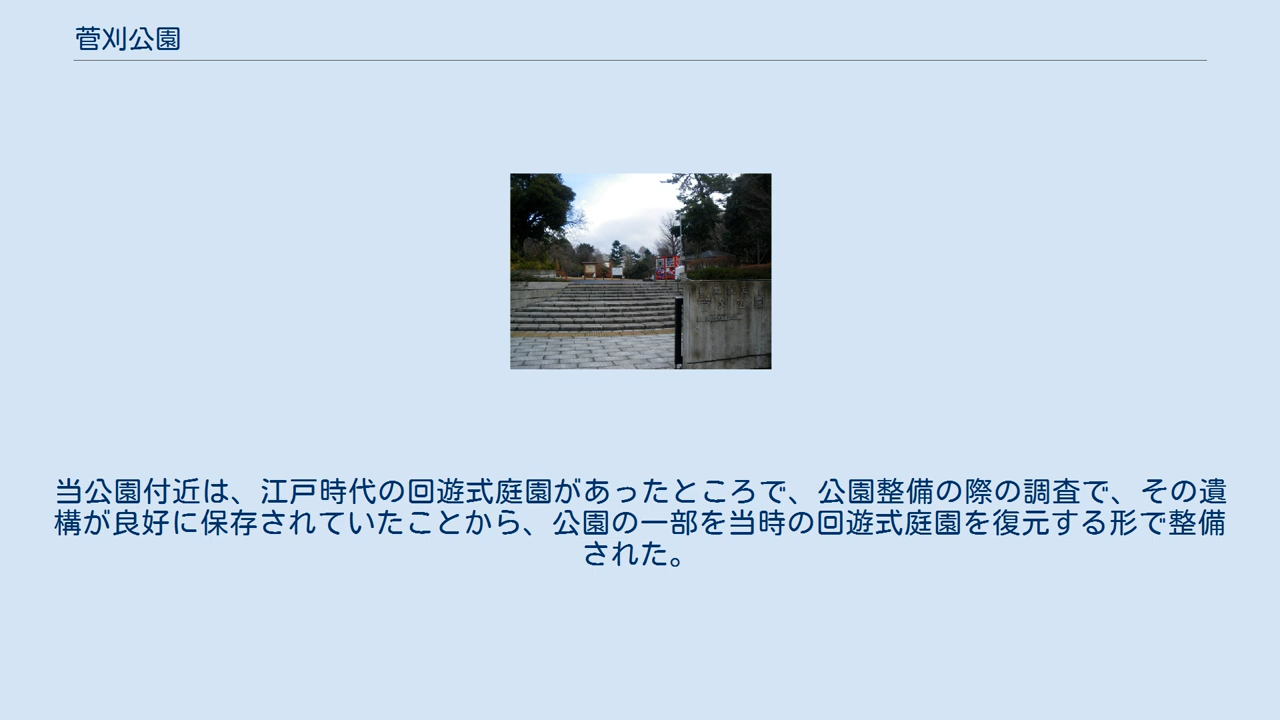 菅刈公園
当公園付近は、江戸時代の回遊式庭園があったところで、公園整備の際の調査で、その遺
構が良好に保存されていたことから、公園の一部を当時の回遊式庭園を復元する形で整備
された。